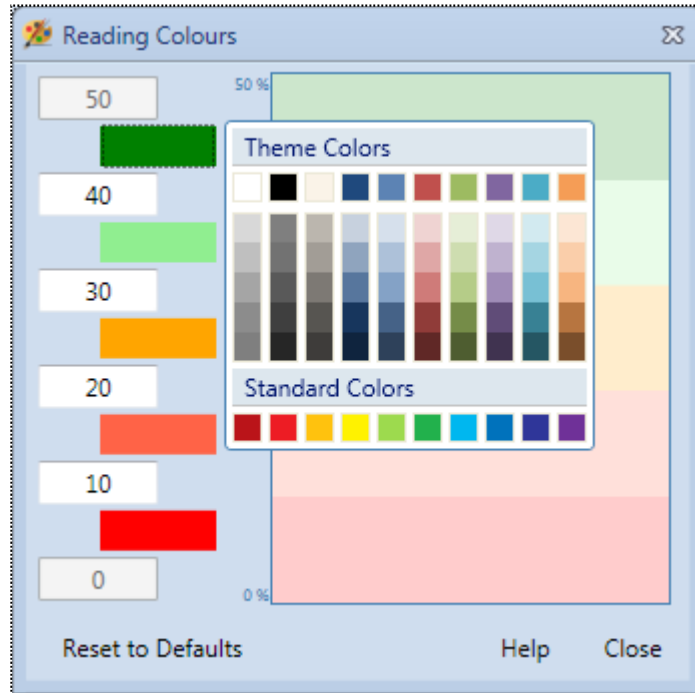 Reading Colours
50
50 %
Theme Colors
40
30
20
Standard Colors
10
0
0 %
Reset to Defaults
Help
Close